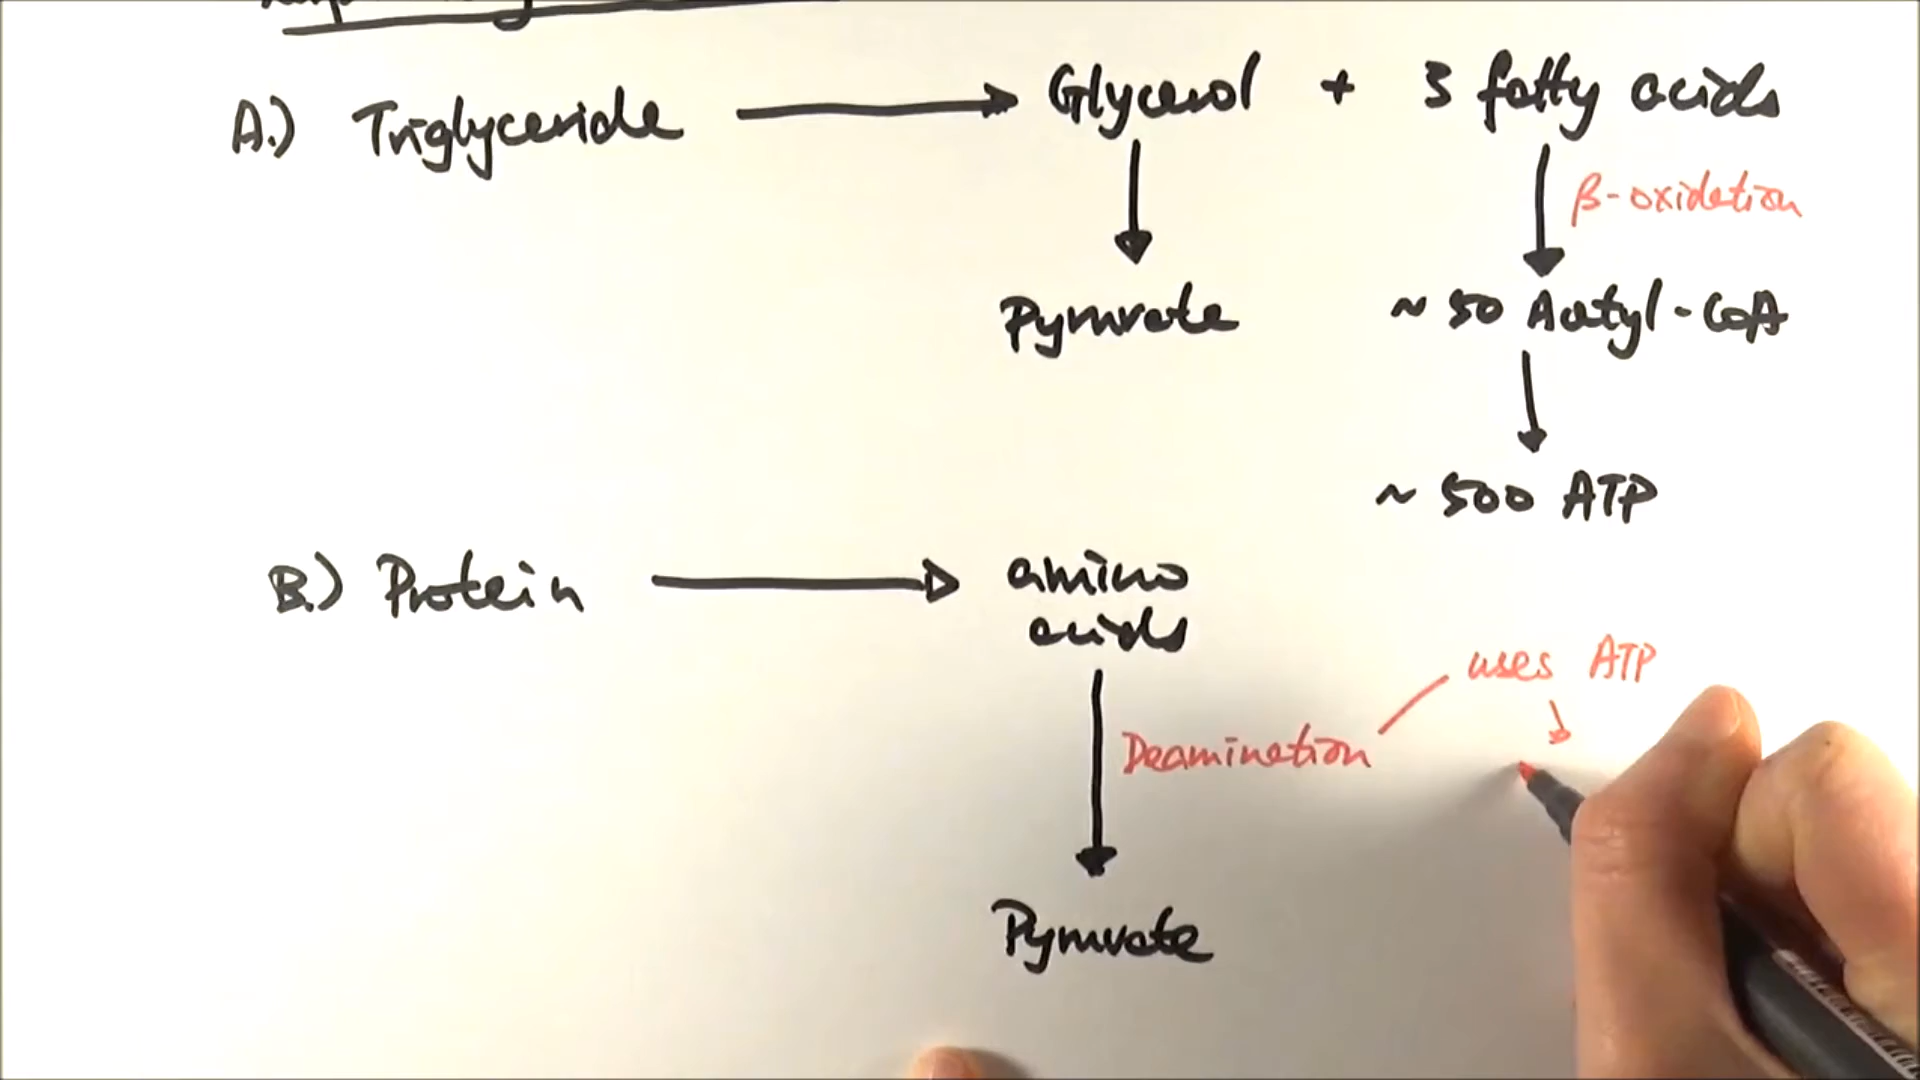 A.) Triglyceride → Glycerol + 3 fatty acids
β-oxidation
Pyruvate ~ 50 Acetyl-CoA
~ 500 ATP
B.) Protein → amino
acids
uses ATP
Deamination
Pyruvate